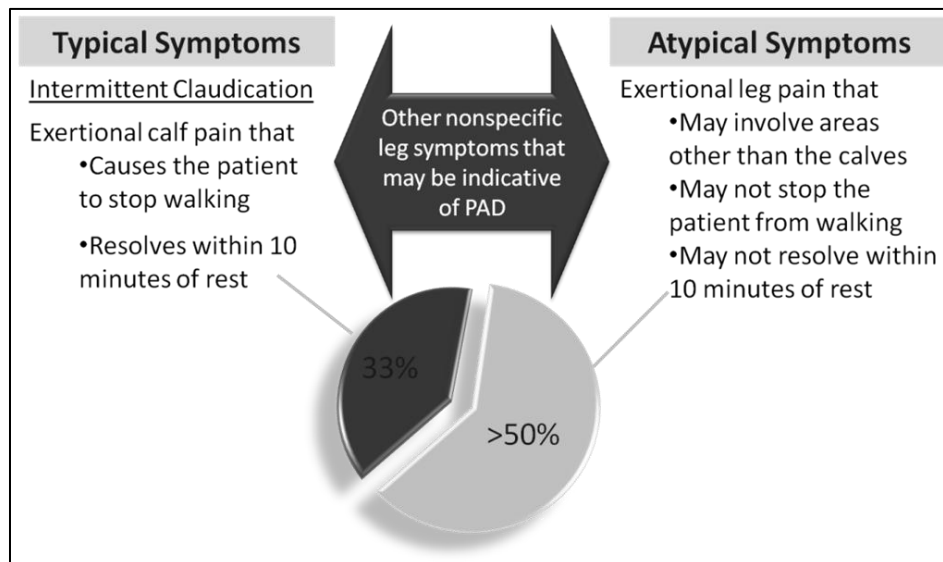 Typical Symptoms
Intermittent Claudication
Exertional calf pain that
•Causes the patient
to stop walking
•Resolves within 10
minutes of rest
Other nonspecific
leg symptoms that
may be indicative
of PAD
Atypical Symptoms
Exertional leg pain that
•May involve areas
other than the calves
•May not stop the
patient from walking
•May not resolve within
10 minutes of rest
33%
>50%